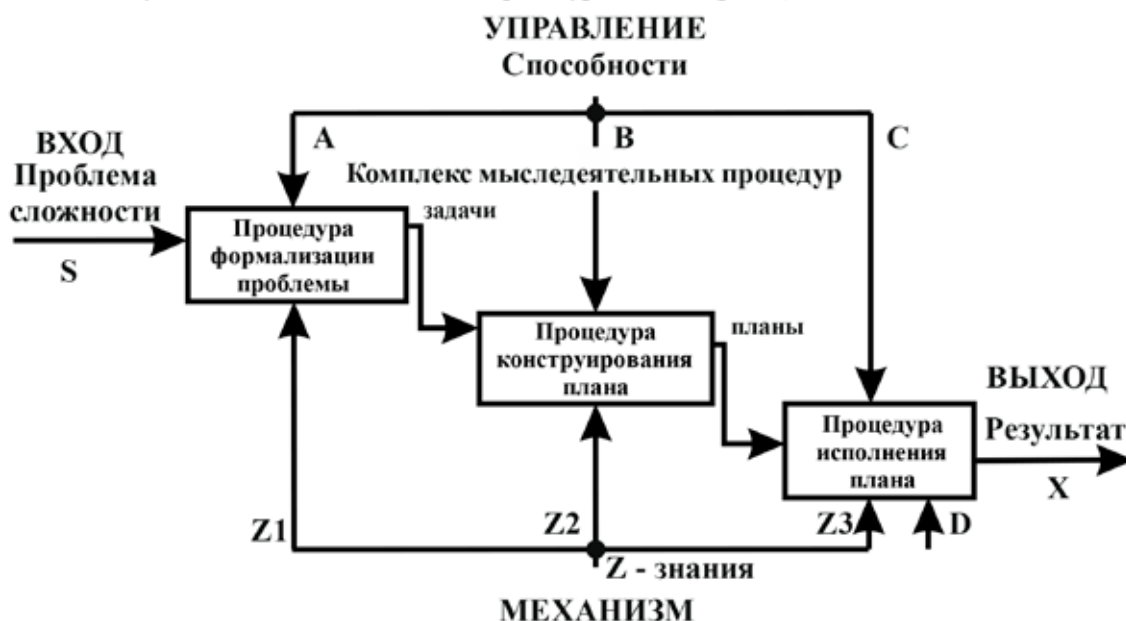 УПРАВЛЕНИЕ
Способности
A
B
C
ВХОД
Проблема
сложности
S
Комплекс мыследеятельных процедур
Процедура
формализации
проблемы
задачи
Процедура
конструирования
плана
планы
Процедура
исполнения
плана
ВЫХОД
Результат
X
Z1
Z2
Z3
D
Z - знания
МЕХАНИЗМ